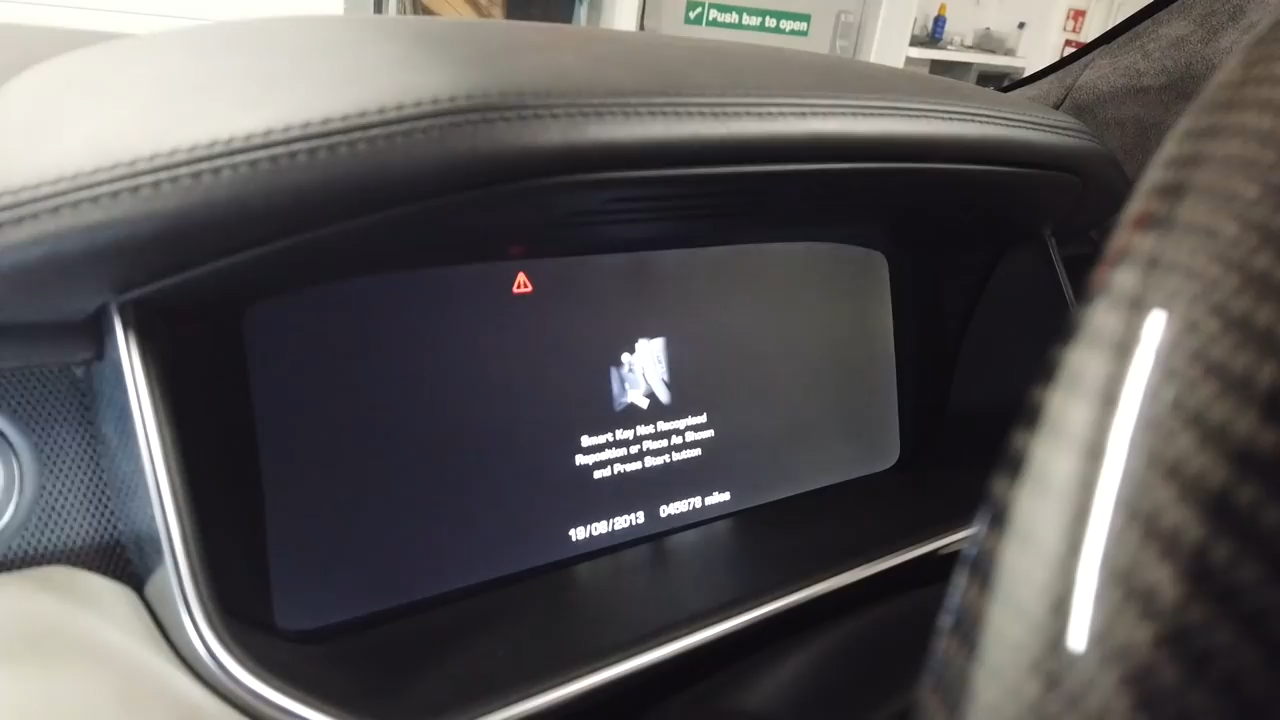 Push bar to open
Smart Key Not Recognised
Reposition or Place As Shown
and Press Start button
19/08/2013 045978 miles